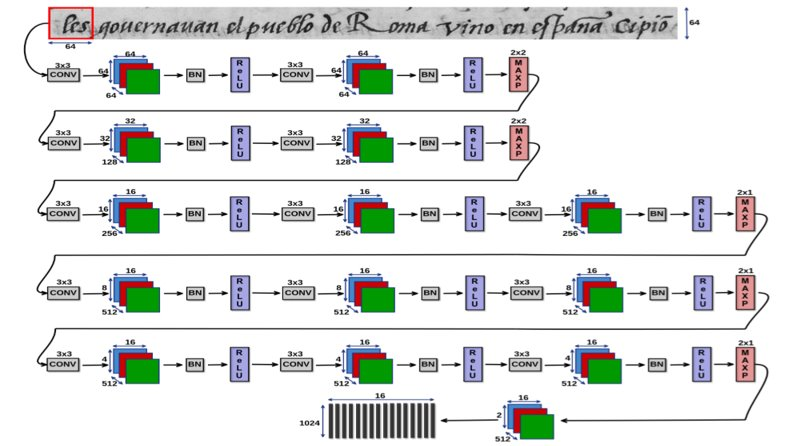 les gouernauan el pueblo de Roma Vino en espana Cipiõ
64
64
3x3 CONV 64 64 64 BN ReLU 3x3 CONV 64 64 64 BN ReLU 2x2 MAXP
3x3 CONV 32 32 128 BN ReLU 3x3 CONV 32 32 128 BN ReLU 2x2 MAXP
3x3 CONV 16 16 256 BN ReLU 3x3 CONV 16 16 256 BN ReLU 3x3 CONV 16 16 256 BN ReLU 2x1 MAXP
3x3 CONV 16 8 512 BN ReLU 3x3 CONV 16 8 512 BN ReLU 3x3 CONV 16 8 512 BN ReLU 2x1 MAXP
3x3 CONV 16 4 512 BN ReLU 3x3 CONV 16 4 512 BN ReLU 3x3 CONV 16 4 512 BN ReLU 2x1 MAXP
16 1024 16 2 512